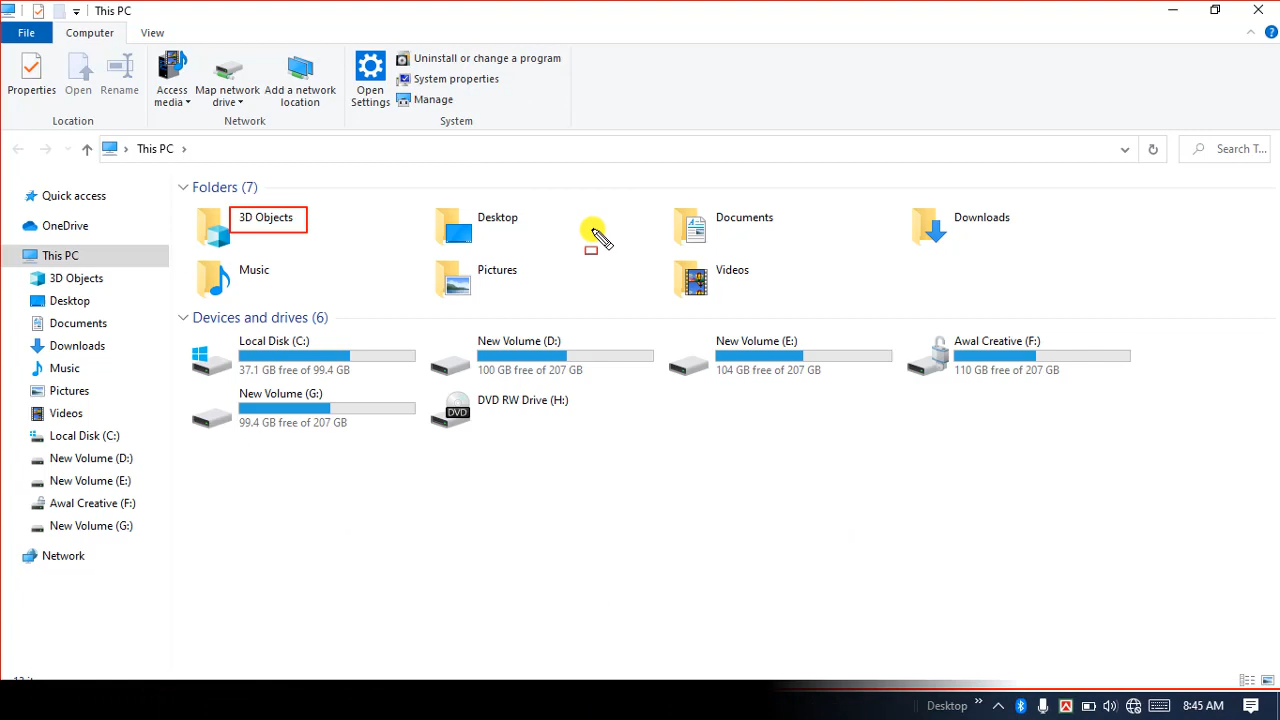 This PC
File
Computer
View
Properties
Open
Rename
Access media
Map network drive
Add a network location
Open Settings
Uninstall or change a program
System properties
Manage
Location
Network
System
This PC
Search T...
Quick access
OneDrive
This PC
3D Objects
Desktop
Documents
Downloads
Music
Pictures
Videos
Local Disk (C:)
New Volume (D:)
New Volume (E:)
Awal Creative (F:)
New Volume (G:)
Network
Folders (7)
3D Objects
Desktop
Documents
Downloads
Music
Pictures
Videos
Devices and drives (6)
Local Disk (C:)
37.1 GB free of 99.4 GB
New Volume (D:)
100 GB free of 207 GB
New Volume (E:)
104 GB free of 207 GB
Awal Creative (F:)
110 GB free of 207 GB
New Volume (G:)
99.4 GB free of 207 GB
DVD RW Drive (H:)
DVD
Desktop
8:45 AM